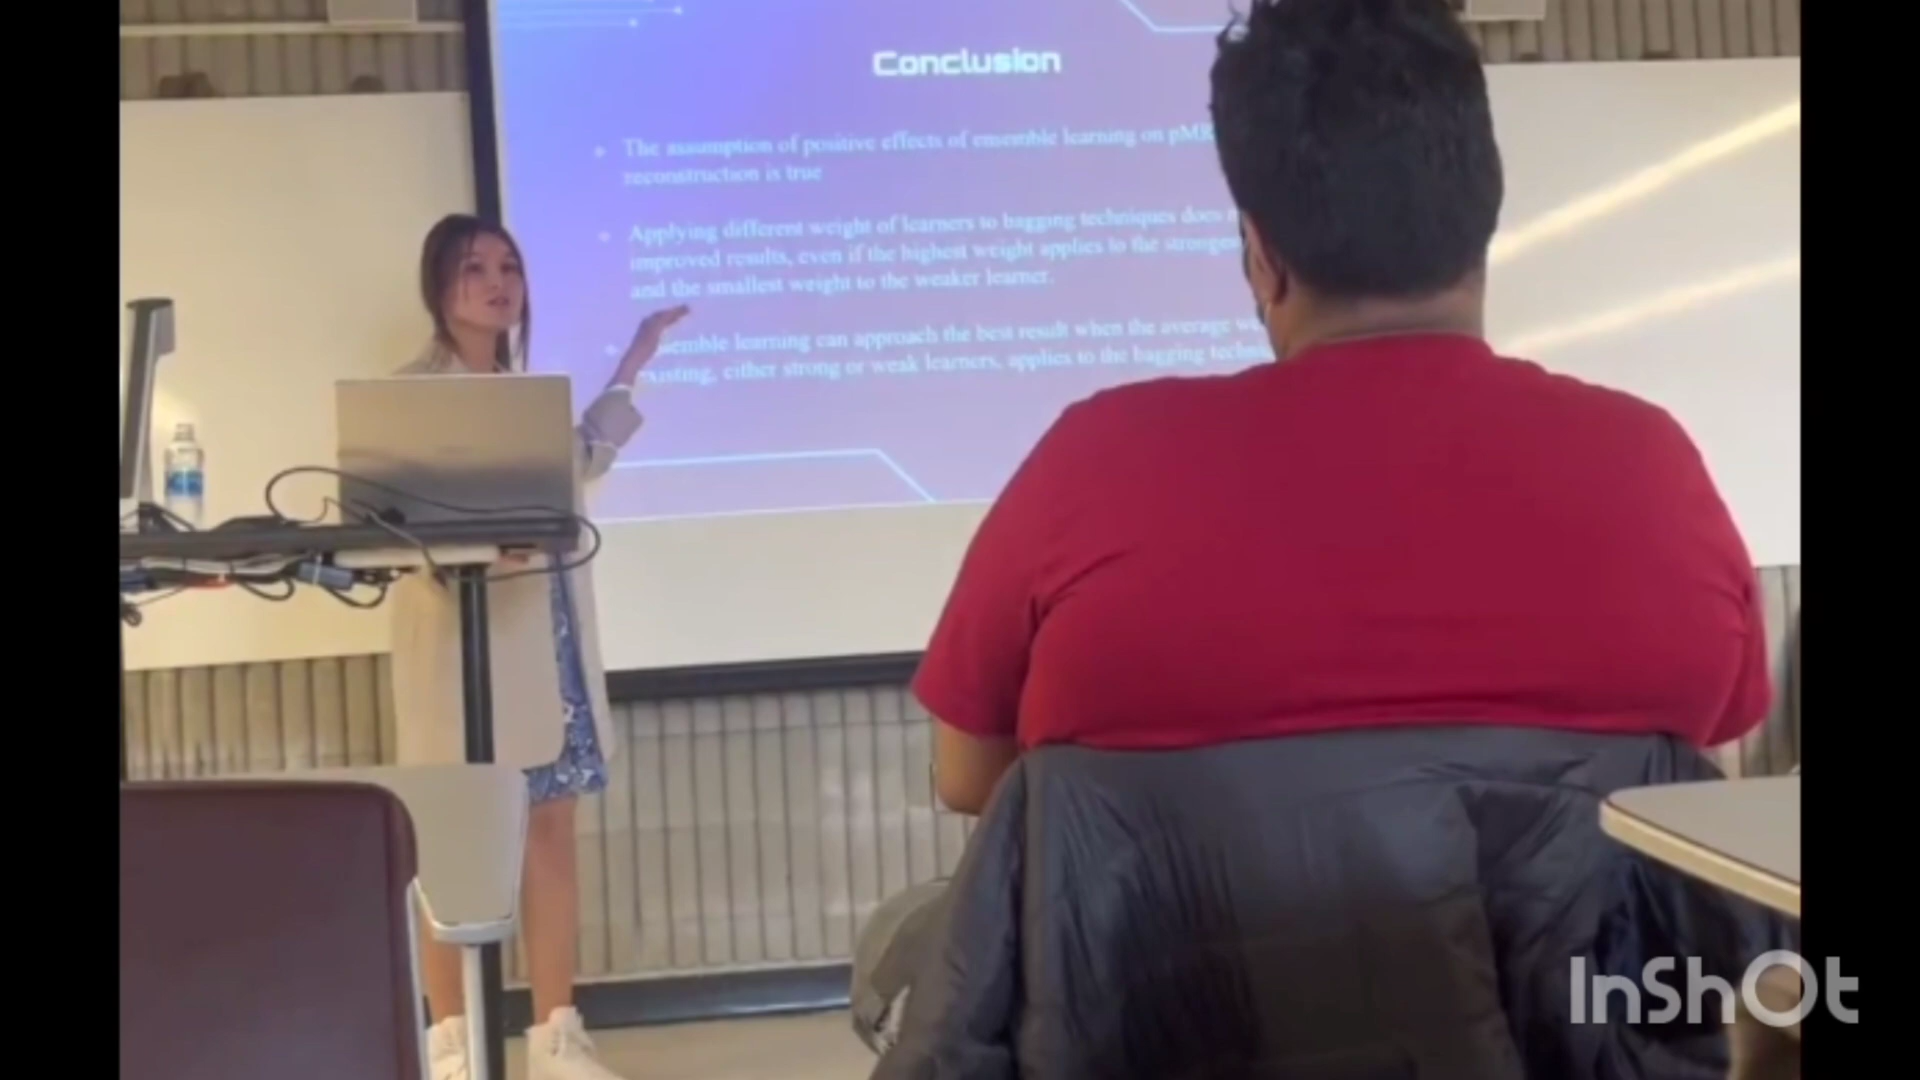 Conclusion
The assumption of positive effects of ensemble learning on pMR
reconstruction is true
Applying different weight of learners to bagging techniques does
improved results, even if the highest weight applies to the
and the smallest weight to the weaker learner.
learning can approach the best result when the average
either strong or weak learners, applies to the bagging
InShOt